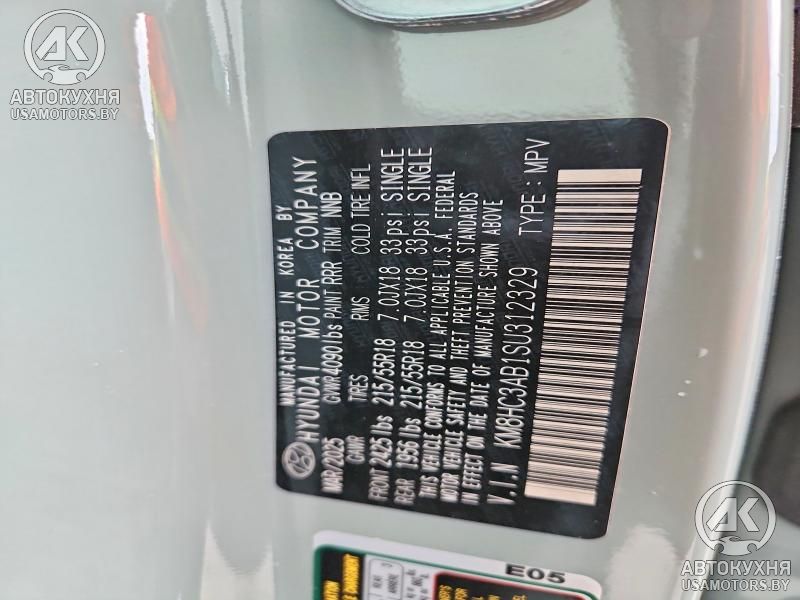 АК
АВТОКУХНЯ
USAMOTORS.BY
MANUFACTURED IN KOREA BY
HYUNDAI MOTOR COMPANY
MAR/2025 GVWR 4090 lbs PAINT RRR TRIM NNB
GAWR TIRES RIMS COLD TIRE INFL
FRONT 2425 lbs 215/55R18 7.0JX18 33psi SINGLE
REAR 1956 lbs 215/55R18 7.0JX18 33psi SINGLE
THIS VEHICLE CONFORMS TO ALL APPLICABLE U.S.A. FEDERAL
MOTOR VEHICLE SAFETY AND THEFT PREVENTION STANDARDS
IN EFFECT ON THE DATE OF MANUFACTURE SHOWN ABOVE
V.I.N KM8HC3AB1SU312329 TYPE : MPV
E05
АК
АВТОКУХНЯ
USAMOTORS.BY